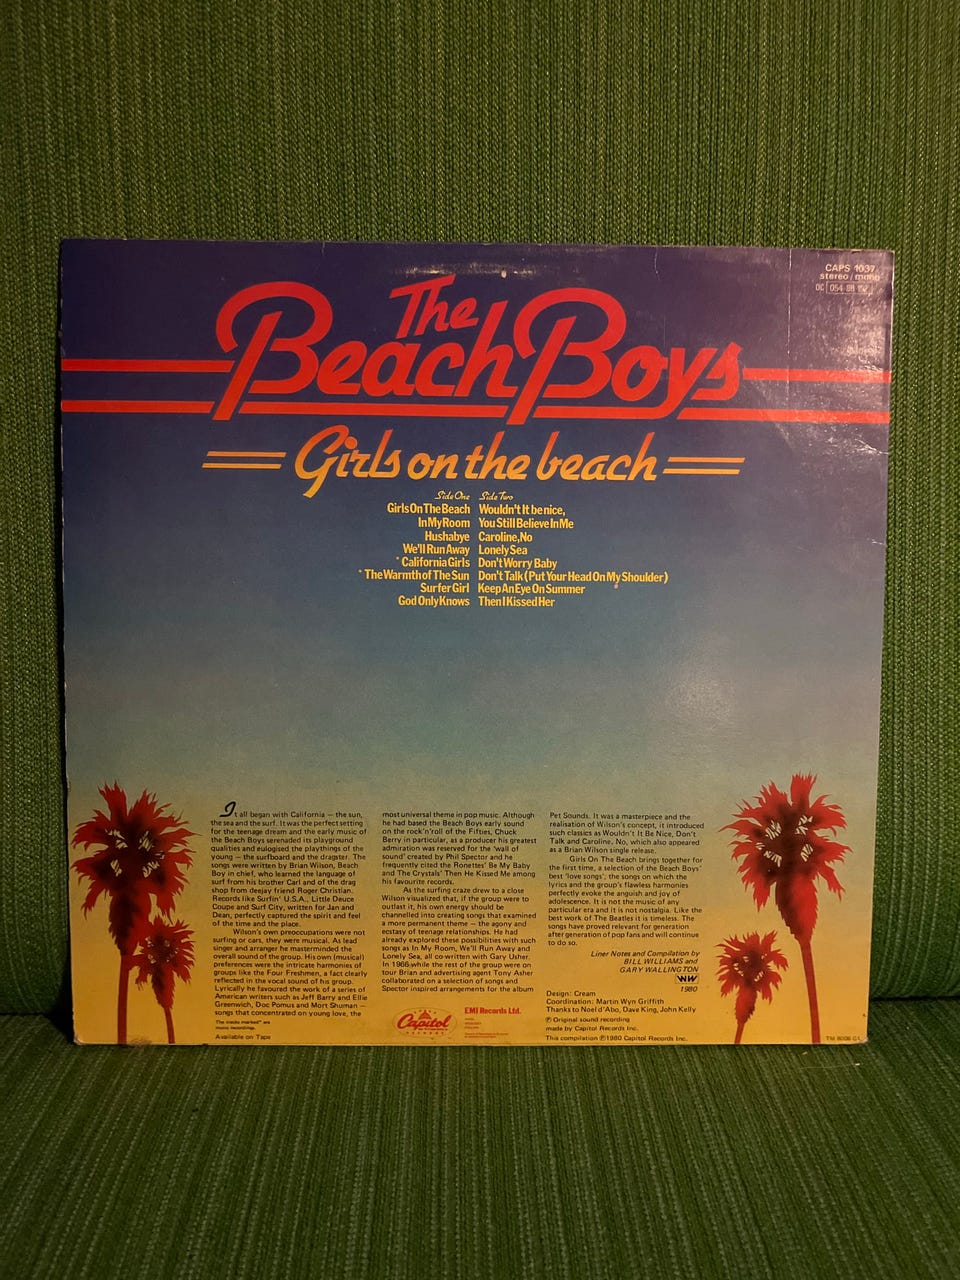 CAPS 1037
stereo / mono
OC 054
The
Beach Boys
Girls on the beach
Side One
Girls On The Beach
In My Room
Hushabye
We'll Run Away
* California Girls
* The Warmth of The Sun
Surfer Girl
God Only Knows
Side Two
Wouldn't It be nice,
You Still Believe In Me
Caroline, No
Lonely Sea
Don't Worry Baby
Don't Talk (Put Your Head On My Shoulder)
Keep An Eye On Summer
Then I Kissed Her
It all began with California — the sun,
the sea and the surf. It was the perfect setting
for the teenage dream and the early music of
the Beach Boys serenaded its playground
qualities and eulogised the playthings of the
young — the surfboard and the dragster. The
songs were written by Brian Wilson, Beach
Boy in chief, who learned the language of
surf from his brother Carl and of the drag
shop from deejay friend Roger Christian.
Records like Surfin' U.S.A., Little Deuce
Coupe and Surf City, written for Jan and
Dean, perfectly captured the spirit and feel
of the time and the place.
Wilson's own preoccupations were not
surfing or cars, they were musical. As lead
singer and arranger he masterminded the
overall sound of the group. His own (musical)
preferences were the intricate harmonies of
groups like the Four Freshmen, a fact clearly
reflected in the vocal sound of his group.
Lyrically he favoured the work of a series of
American writers such as Jeff Barry and Ellie
Greenwich, Doc Pomus and Mort Shuman —
songs that concentrated on young love, the
The tracks marked * are
mono recordings.
Available on Tape
most universal theme in pop music. Although
he had based the Beach Boys early sound
on the rock'n'roll of the Fifties, Chuck
Berry in particular, as a producer his greatest
admiration was reserved for the 'wall of
sound' created by Phil Spector and he
frequently cited the Ronettes' Be My Baby
and The Crystals' Then He Kissed Me among
his favourite records.
As the surfing craze drew to a close
Wilson visualized that, if the group were to
outlast it, his own energy should be
channelled into creating songs that examined
a more permanent theme — the agony and
ecstasy of teenage relationships. He had
already explored these possibilities with such
songs as In My Room, We'll Run Away and
Lonely Sea, all co-written with Gary Usher.
In 1966 while the rest of the group were on
tour Brian and advertising agent Tony Asher
collaborated on a selection of songs and
Spector inspired arrangements for the album
Capitol
RECORDS
EMI Records Ltd.
Pet Sounds. It was a masterpiece and the
realisation of Wilson's concept, it introduced
such classics as Wouldn't It Be Nice, Don't
Talk and Caroline, No, which also appeared
as a Brian Wilson single release.
Girls On The Beach brings together for
the first time, a selection of the Beach Boys'
best 'love songs', the songs on which the
lyrics and the group's flawless harmonies
perfectly evoke the anguish and joy of
adolescence. It is not the music of any
particular era and it is not nostalgia. Like the
best work of The Beatles it is timeless. The
songs have proved relevant for generation
after generation of pop fans and will continue
to do so.
Liner Notes and Compilation by
BILL WILLIAMS and
GARY WALLINGTON
WW
1980
Design: Cream
Coordination: Martin Wyn Griffith
Thanks to Noel d'Abo, Dave King, John Kelly
℗ Original sound recording
made by Capitol Records Inc.
This compilation ℗1980 Capitol Records Inc.